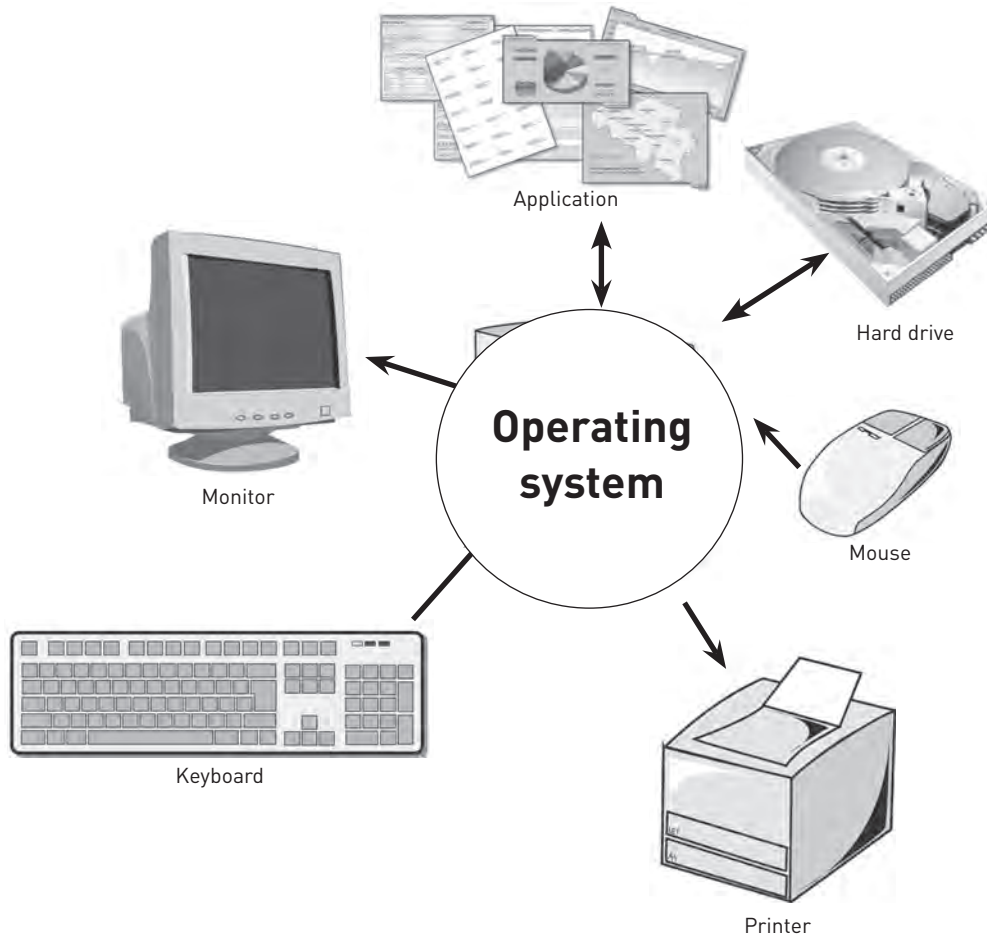 Application
Hard drive
Monitor
Operating
system
Mouse
Keyboard
Printer